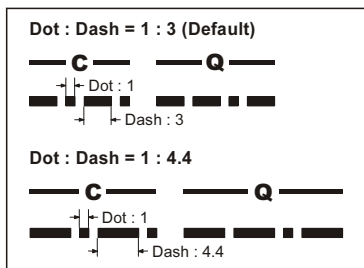 Dot : Dash = 1 : 3 (Default)
C Q
Dot : 1
Dash : 3
Dot : Dash = 1 : 4.4
C Q
Dot : 1
Dash : 4.4